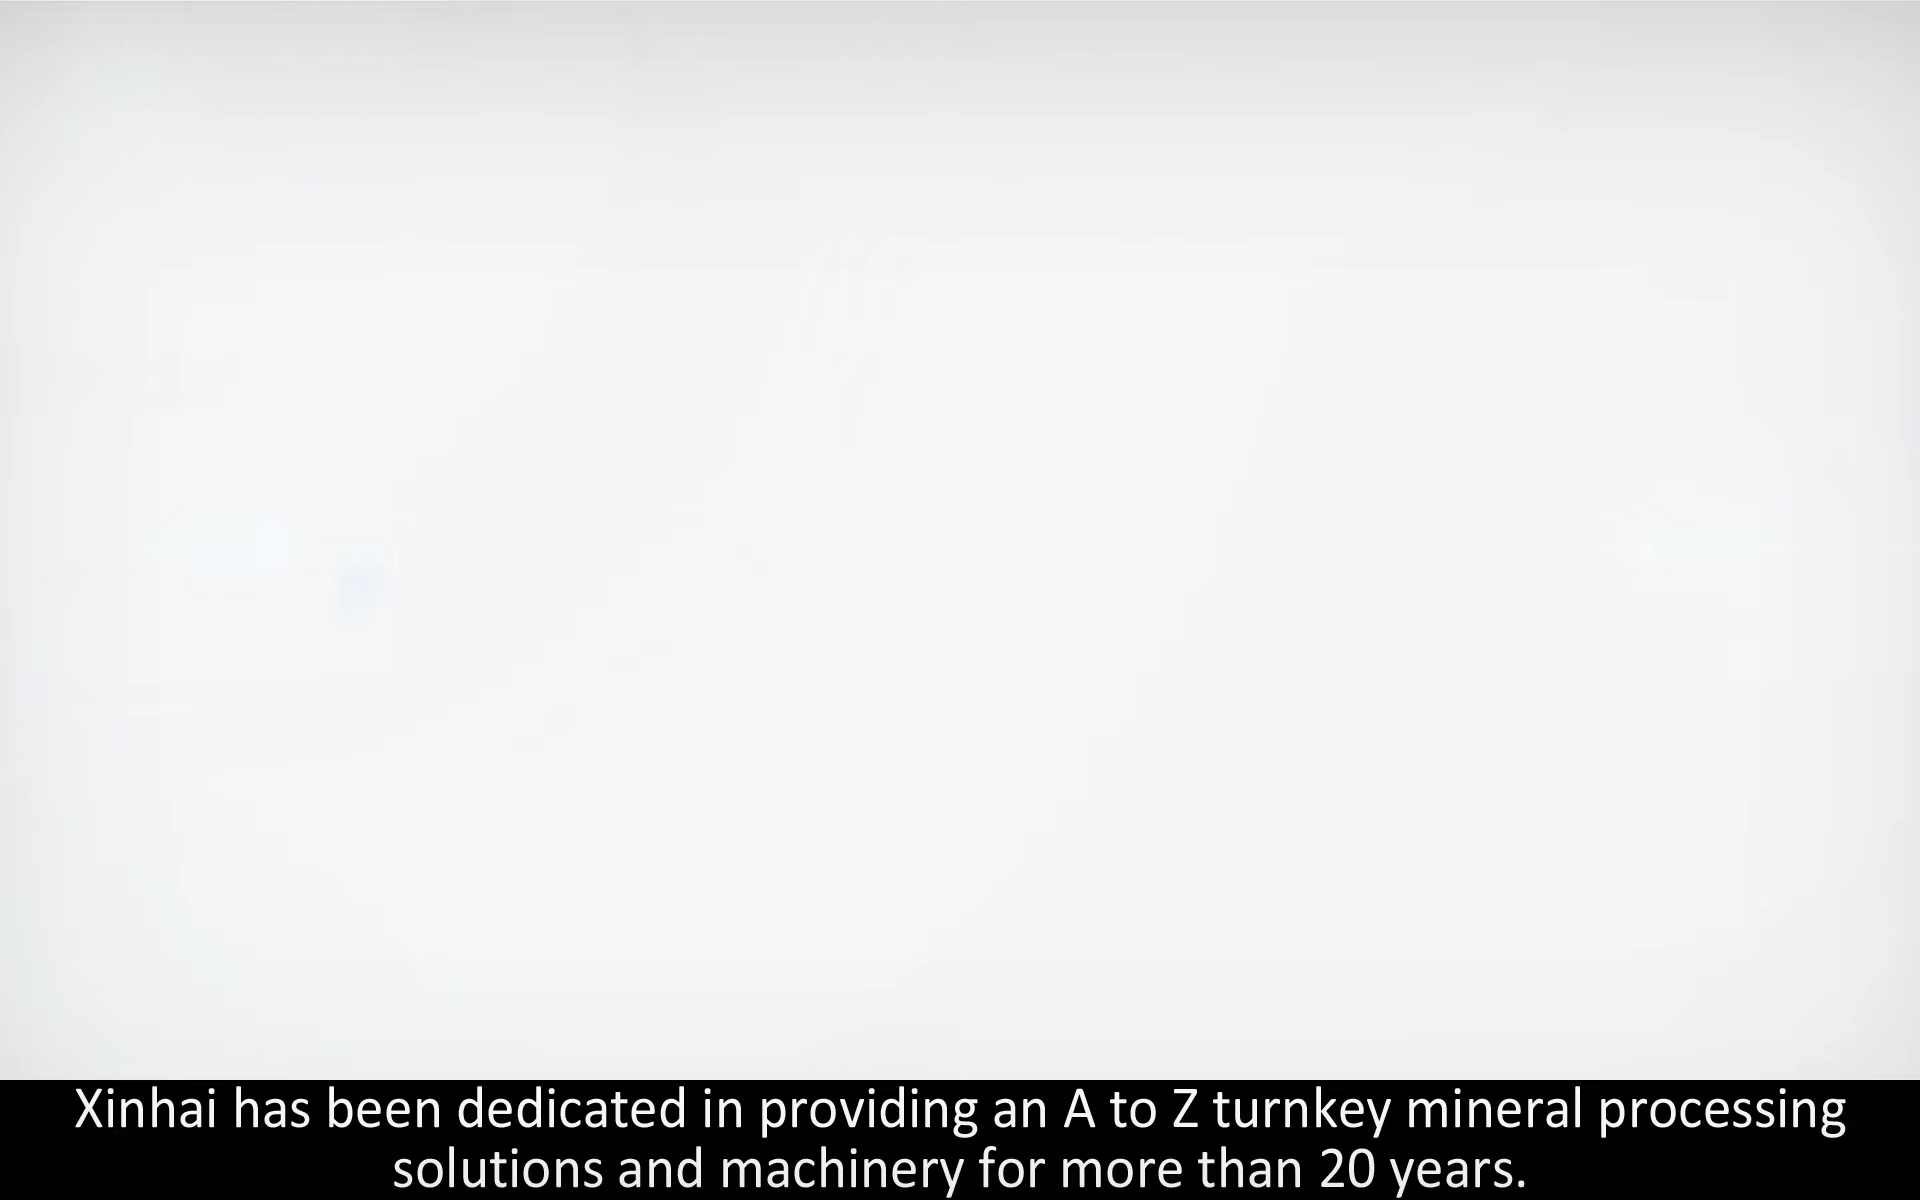 Xinhai has been dedicated in providing an A to Z turnkey mineral processing
solutions and machinery for more than 20 years.